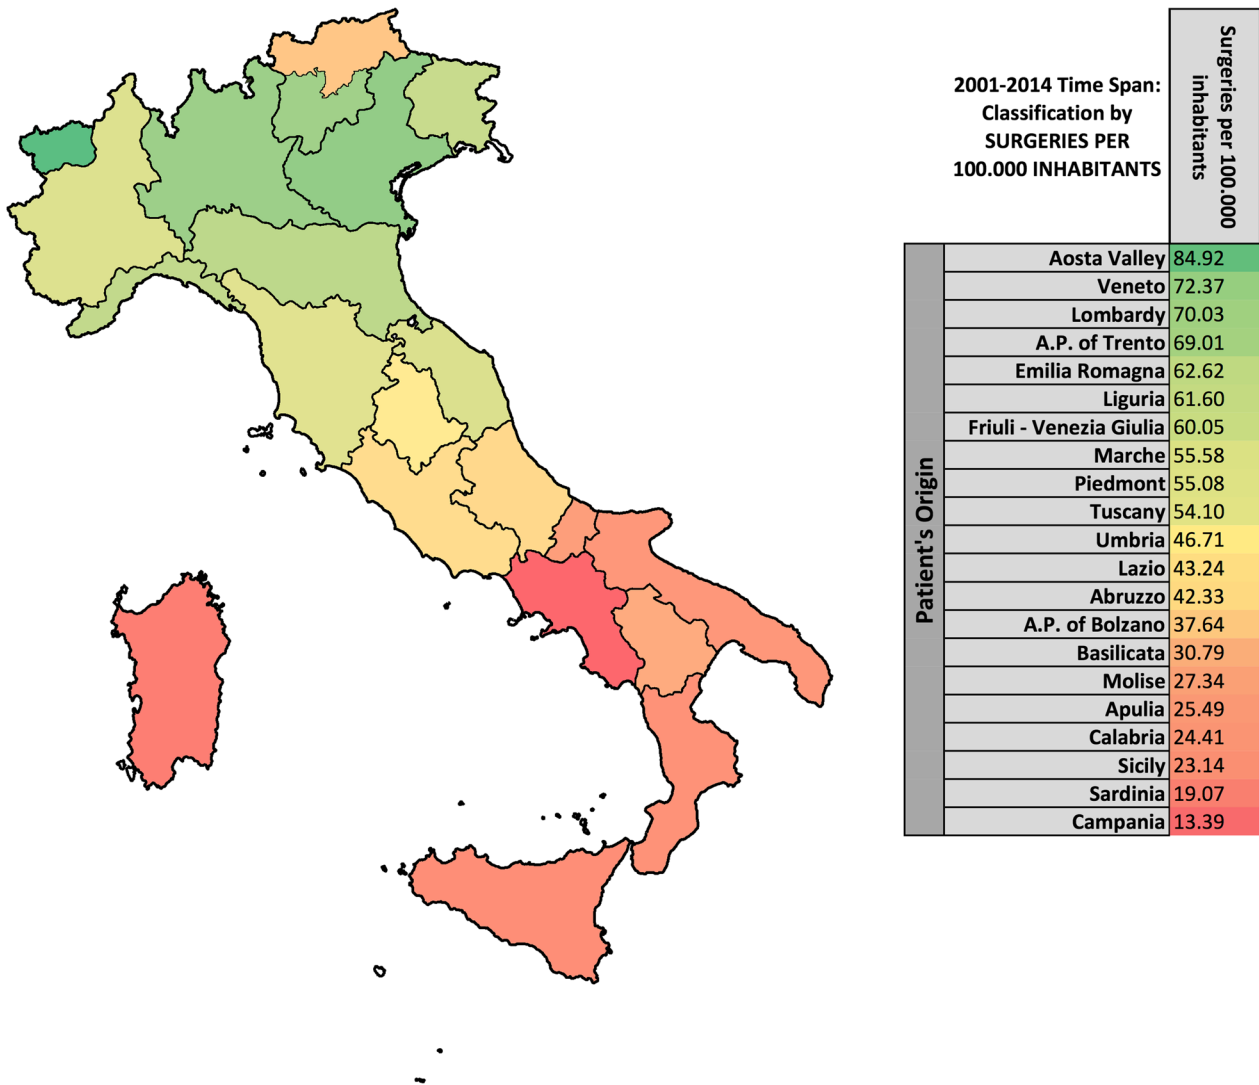 2001-2014 Time Span:
Classification by
SURGERIES PER
100.000 INHABITANTS
Surgeries per 100.000
inhabitants
Patient's Origin
Aosta Valley 84.92
Veneto 72.37
Lombardy 70.03
A.P. of Trento 69.01
Emilia Romagna 62.62
Liguria 61.60
Friuli - Venezia Giulia 60.05
Marche 55.58
Piedmont 55.08
Tuscany 54.10
Umbria 46.71
Lazio 43.24
Abruzzo 42.33
A.P. of Bolzano 37.64
Basilicata 30.79
Molise 27.34
Apulia 25.49
Calabria 24.41
Sicily 23.14
Sardinia 19.07
Campania 13.39